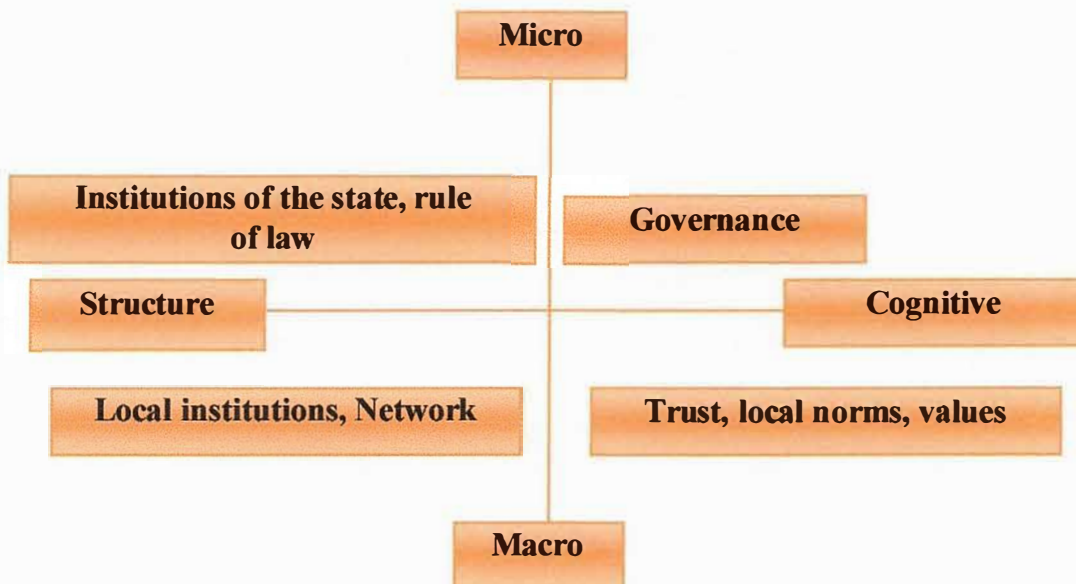 Micro
Institutions of the state, rule
of law
Governance
Structure
Cognitive
Local institutions, Network
Trust, local norms, values
Macro